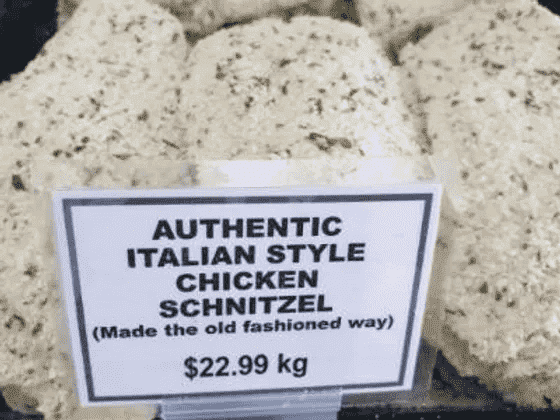 AUTHENTIC
ITALIAN STYLE
CHICKEN
SCHNITZEL
(Made the old fashioned way)
$22.99 kg